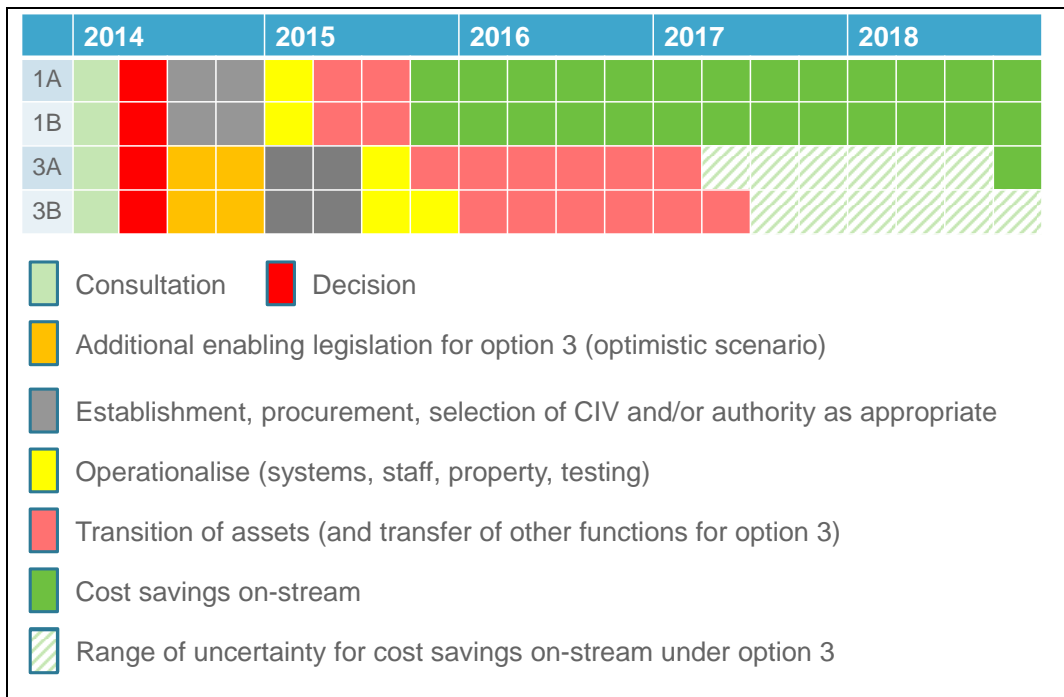 2014 2015 2016 2017 2018
1A
1B
3A
3B
Consultation Decision
Additional enabling legislation for option 3 (optimistic scenario)
Establishment, procurement, selection of CIV and/or authority as appropriate
Operationalise (systems, staff, property, testing)
Transition of assets (and transfer of other functions for option 3)
Cost savings on-stream
Range of uncertainty for cost savings on-stream under option 3